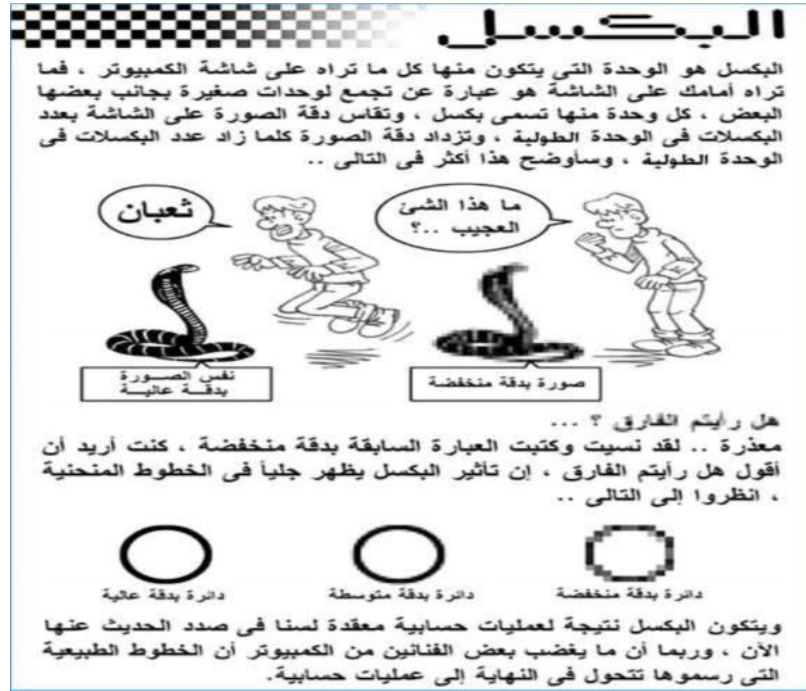 البكسل
البكسل هو الوحدة التى يتكون منها كل ما تراه على شاشة الكمبيوتر ، فما
تراه أمامك على الشاشة هو عبارة عن تجمع لوحدات صغيرة بجانب بعضها
البعض ، كل وحدة منها تسمى بكسل ، وتقاس دقة الصورة على الشاشة بعدد
البكسلات فى الوحدة الطولية ، وتزداد دقة الصورة كلما زاد عدد البكسلات فى
الوحدة الطولية ، وسأوضح هذا أكثر فى التالى ..
ما هذا الشئ
العجيب ..؟
ثعبان
صورة بدقة منخفضة
نفس الصـــورة
بدقـــة عاليـــة
هل رأيتم الفارق ؟ ...
معذرة .. لقد نسيت وكتبت العبارة السابقة بدقة منخفضة ، كنت أريد أن
أقول هل رأيتم الفارق ، إن تأثير البكسل يظهر جلياً فى الخطوط المنحنية
، انظروا إلى التالى ..
دائرة بدقة منخفضة
دائرة بدقة متوسطة
دائرة بدقة عالية
ويتكون البكسل نتيجة لعمليات حسابية معقدة لسنا فى صدد الحديث عنها
الآن ، وربما أن ما يغضب بعض الفنانين من الكمبيوتر أن الخطوط الطبيعية
التى رسموها تتحول فى النهاية إلى عمليات حسابية.